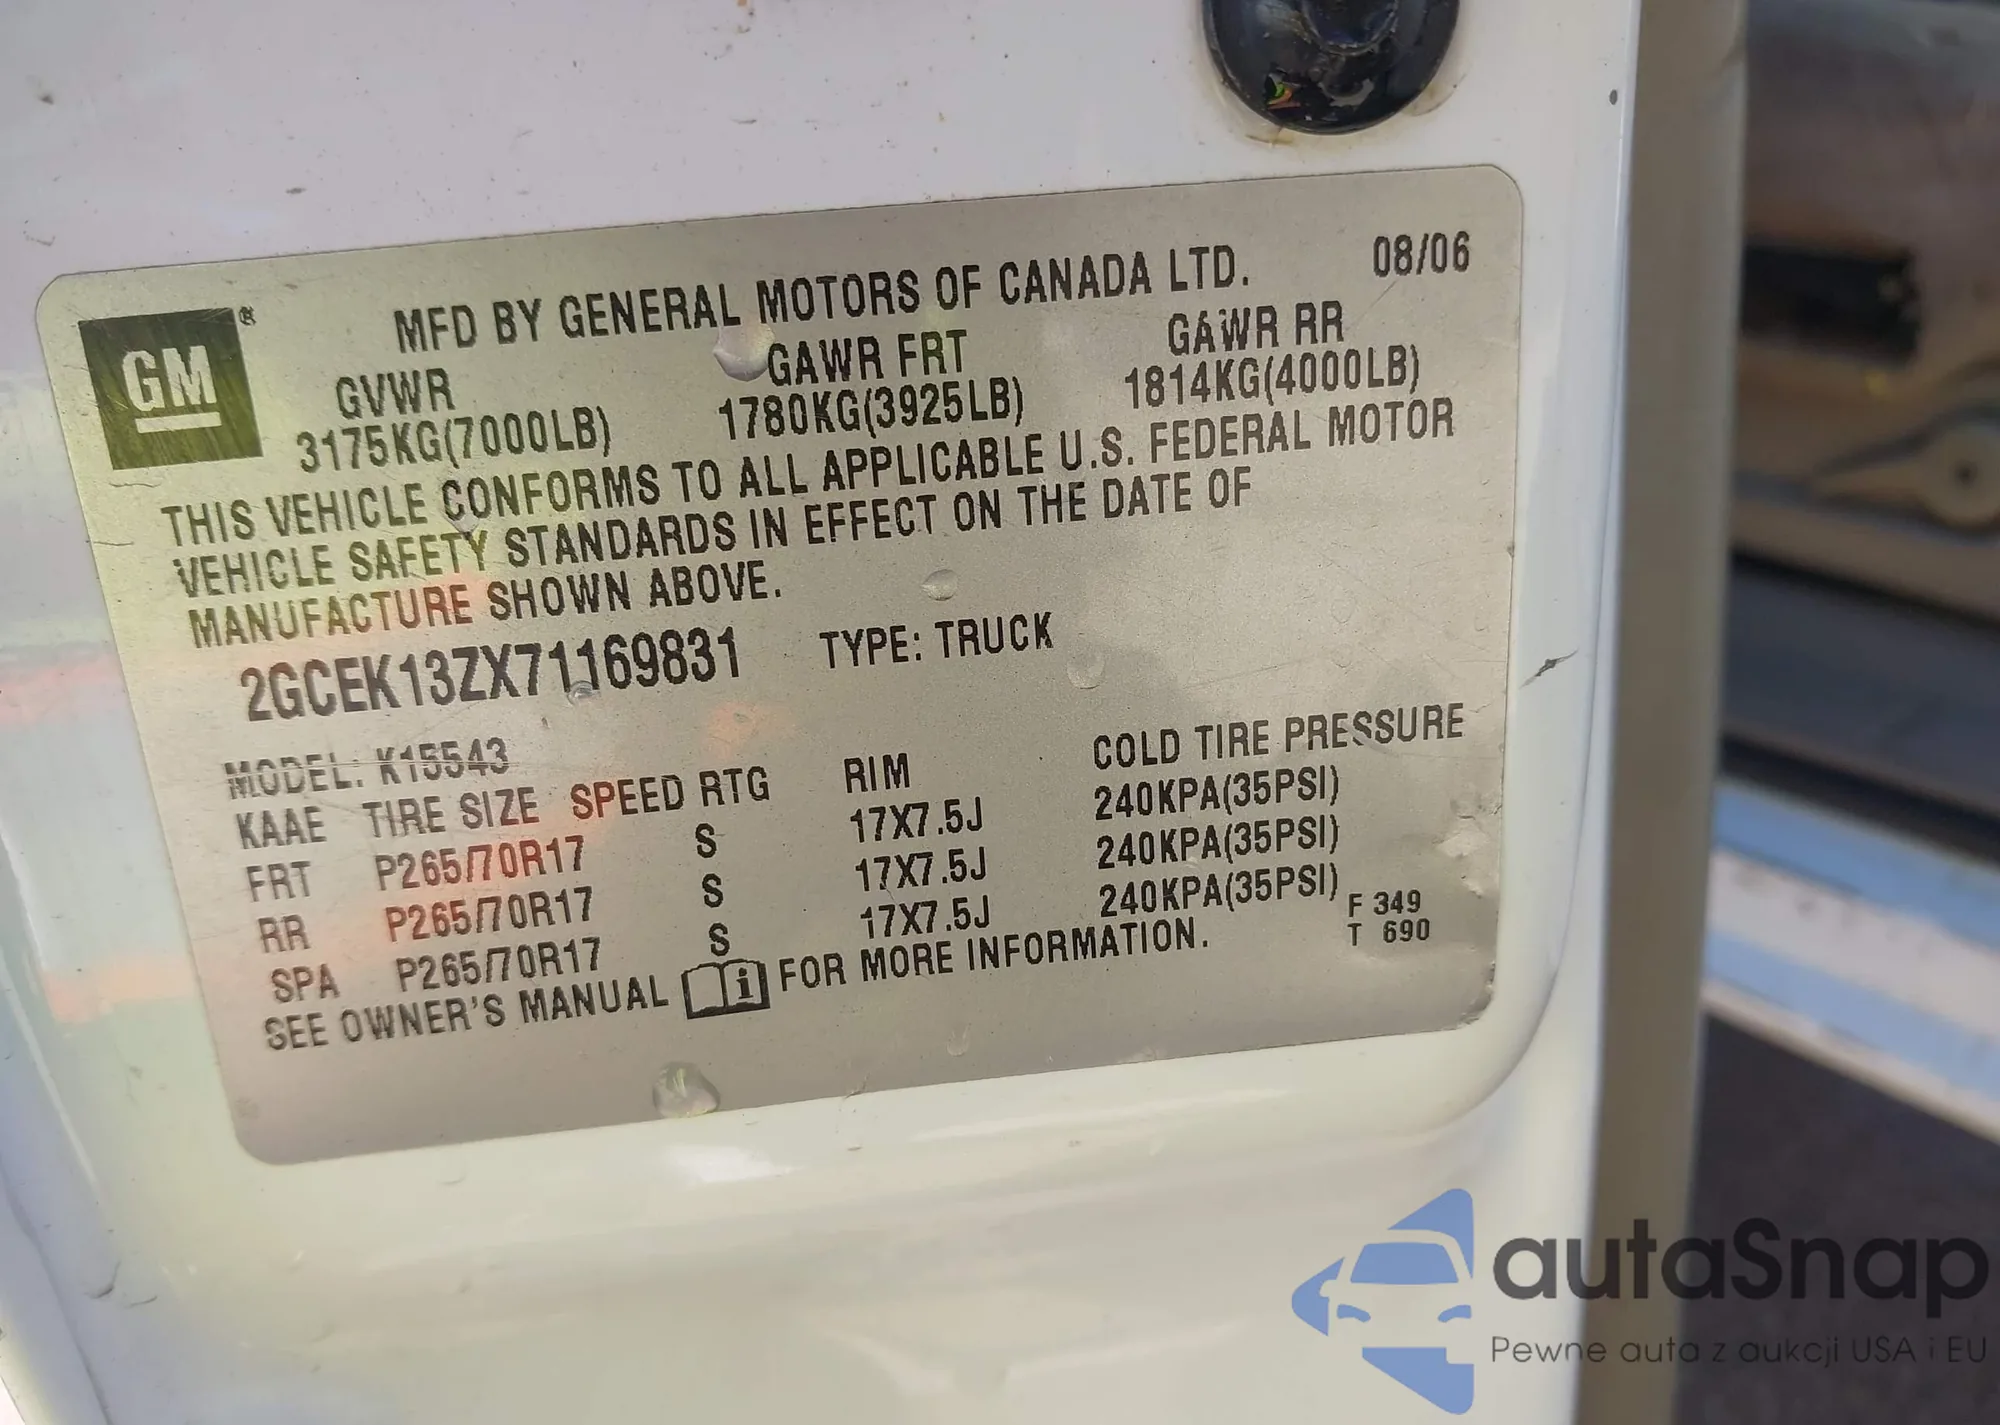 GM®
MFD BY GENERAL MOTORS OF CANADA LTD. 08/06
GVWR GAWR FRT GAWR RR
3175KG(7000LB) 1780KG(3925LB) 1814KG(4000LB)
THIS VEHICLE CONFORMS TO ALL APPLICABLE U.S. FEDERAL MOTOR
VEHICLE SAFETY STANDARDS IN EFFECT ON THE DATE OF
MANUFACTURE SHOWN ABOVE.
2GCEK13ZX71169831 TYPE: TRUCK
MODEL: K15543
KAAE TIRE SIZE SPEED RTG RIM COLD TIRE PRESSURE
FRT P265/70R17 S 17X7.5J 240KPA(35PSI)
RR P265/70R17 S 17X7.5J 240KPA(35PSI)
SPA P265/70R17 S 17X7.5J 240KPA(35PSI)
SEE OWNER'S MANUAL i FOR MORE INFORMATION.
F 349
T 690
autaSnap
Pewne auta z aukcji USA i EU